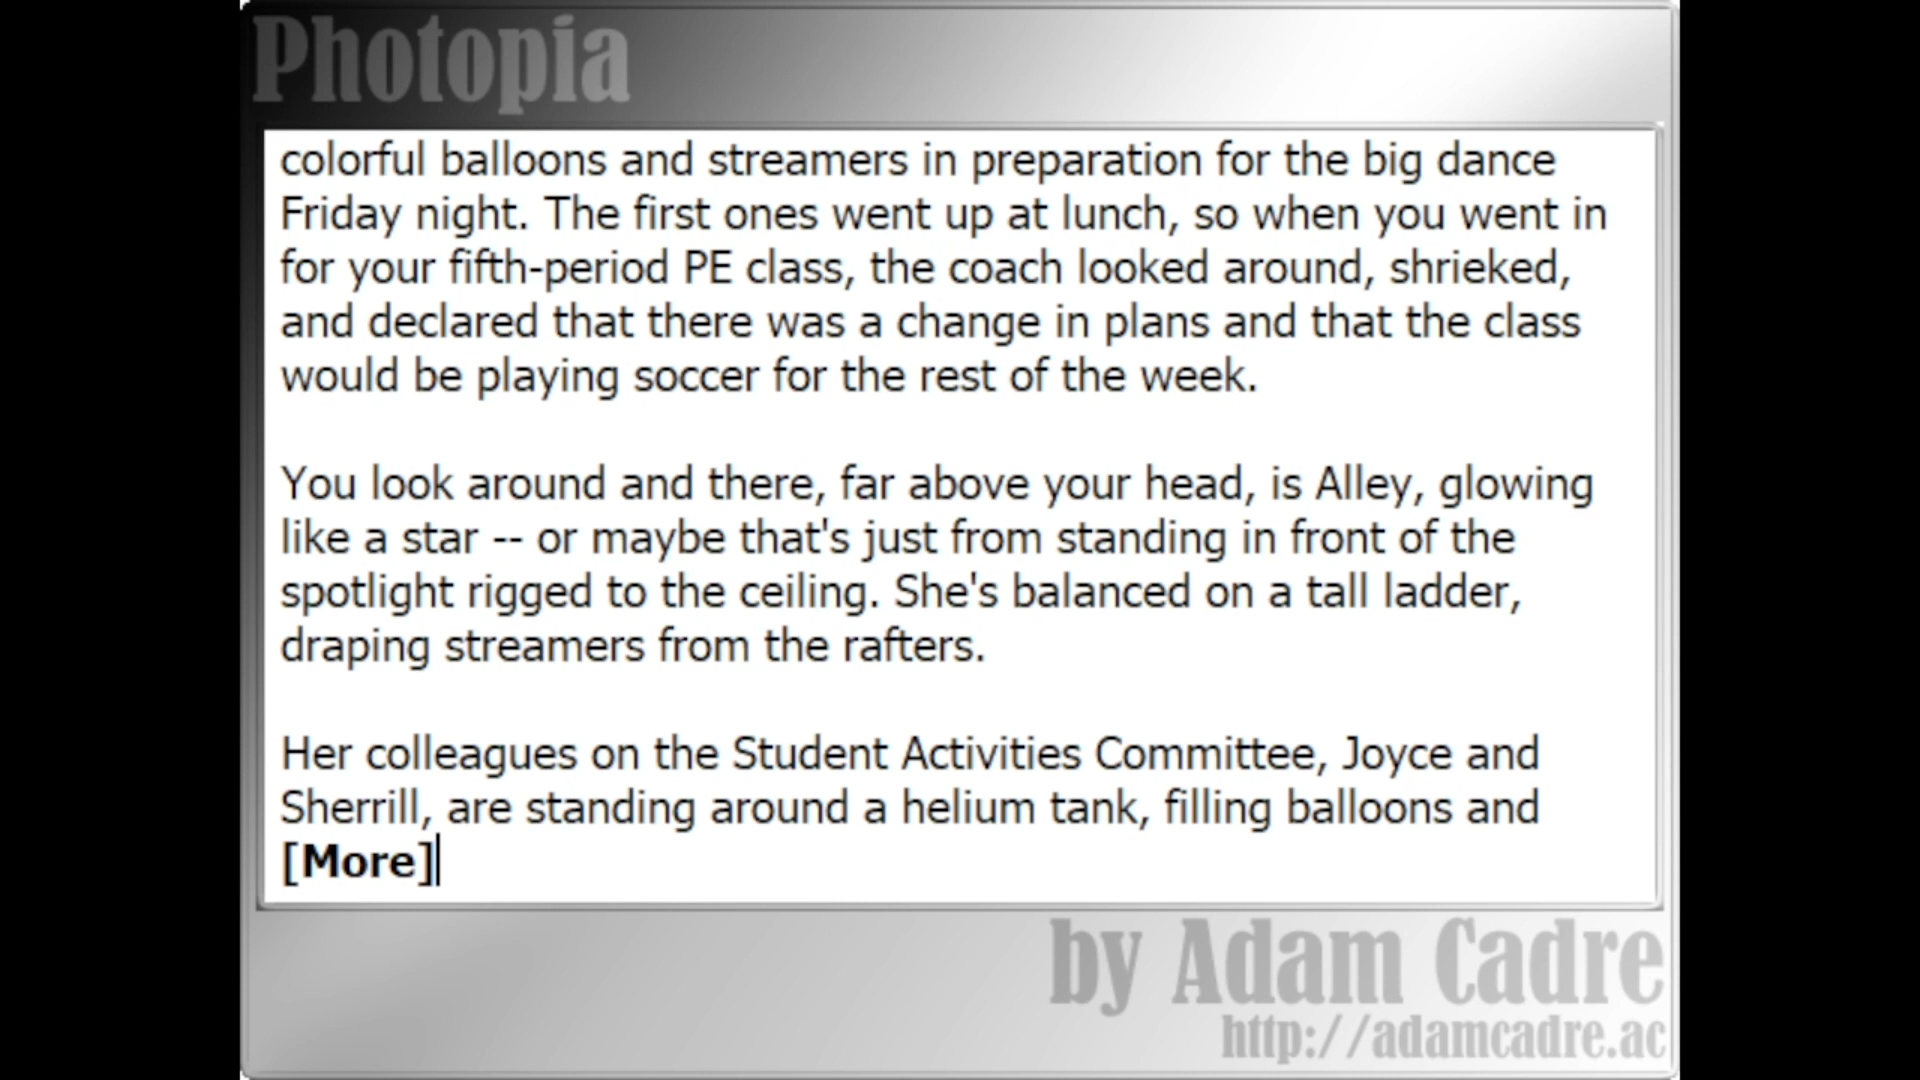 Photopia
colorful balloons and streamers in preparation for the big dance
Friday night. The first ones went up at lunch, so when you went in
for your fifth-period PE class, the coach looked around, shrieked,
and declared that there was a change in plans and that the class
would be playing soccer for the rest of the week.
You look around and there, far above your head, is Alley, glowing
like a star -- or maybe that's just from standing in front of the
spotlight rigged to the ceiling. She's balanced on a tall ladder,
draping streamers from the rafters.
Her colleagues on the Student Activities Committee, Joyce and
Sherrill, are standing around a helium tank, filling balloons and
[More]
by Adam Cadre
http://adamcadre.ac